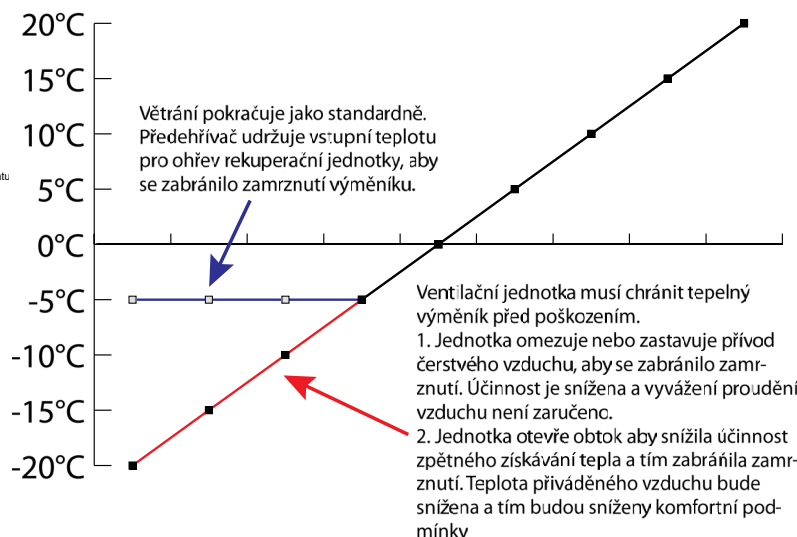 20°C
15°C
10°C
5°C
0°C
-5°C
-10°C
-15°C
-20°C
Větrání pokračuje jako standardně.
Předehřívač udržuje vstupní teplotu
pro ohřev rekuperační jednotky, aby
se zabránilo zamrznutí výměníku.
Ventilační jednotka musí chránit tepelný
výměník před poškozením.
1. Jednotka omezuje nebo zastavuje přívod
čerstvého vzduchu, aby se zabránilo zamr-
znutí. Účinnost je snížena a vyvážení proudění
vzduchu není zaručeno.
2. Jednotka otevře obtok aby snížila účinnost
zpětného získávání tepla a tím zabránila zamr-
znutí. Teplota přiváděného vzduchu bude
snížena a tím budou sníženy komfortní pod-
mínky